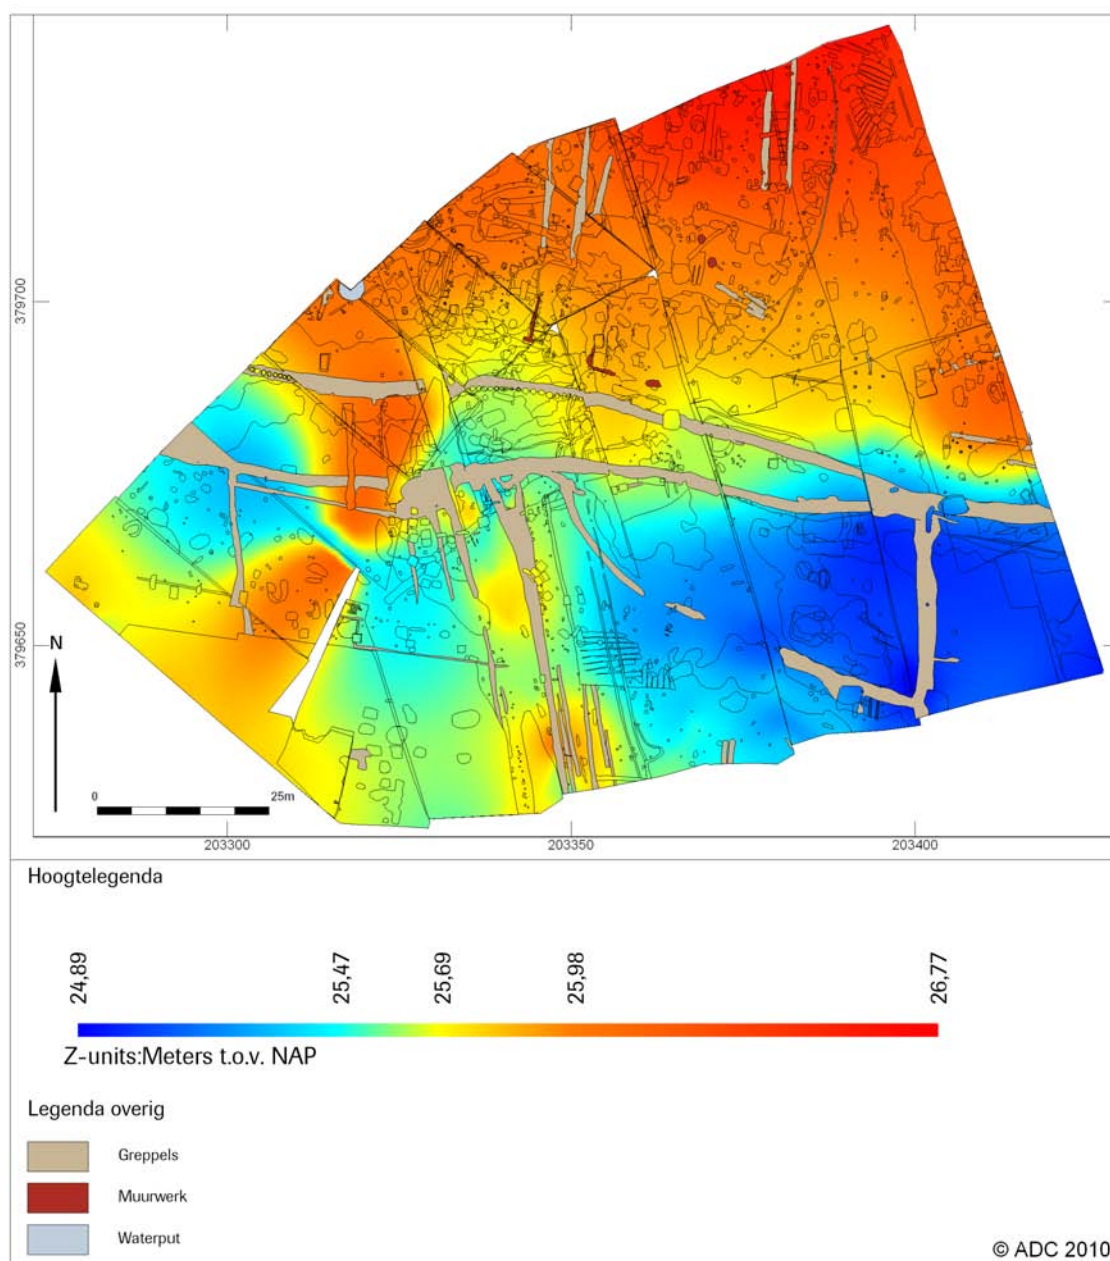 379700
379650
N
0 25m
203300 203350 203400
Hoogtelegenda
24,89 25,47 25,69 25,98 26,77
Z-units:Meters t.o.v. NAP
Legenda overig
Greppels
Muurwerk
Waterput
© ADC 2010